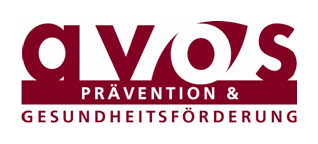 avos
PRÄVENTION &
GESUNDHEITSFÖRDERUNG